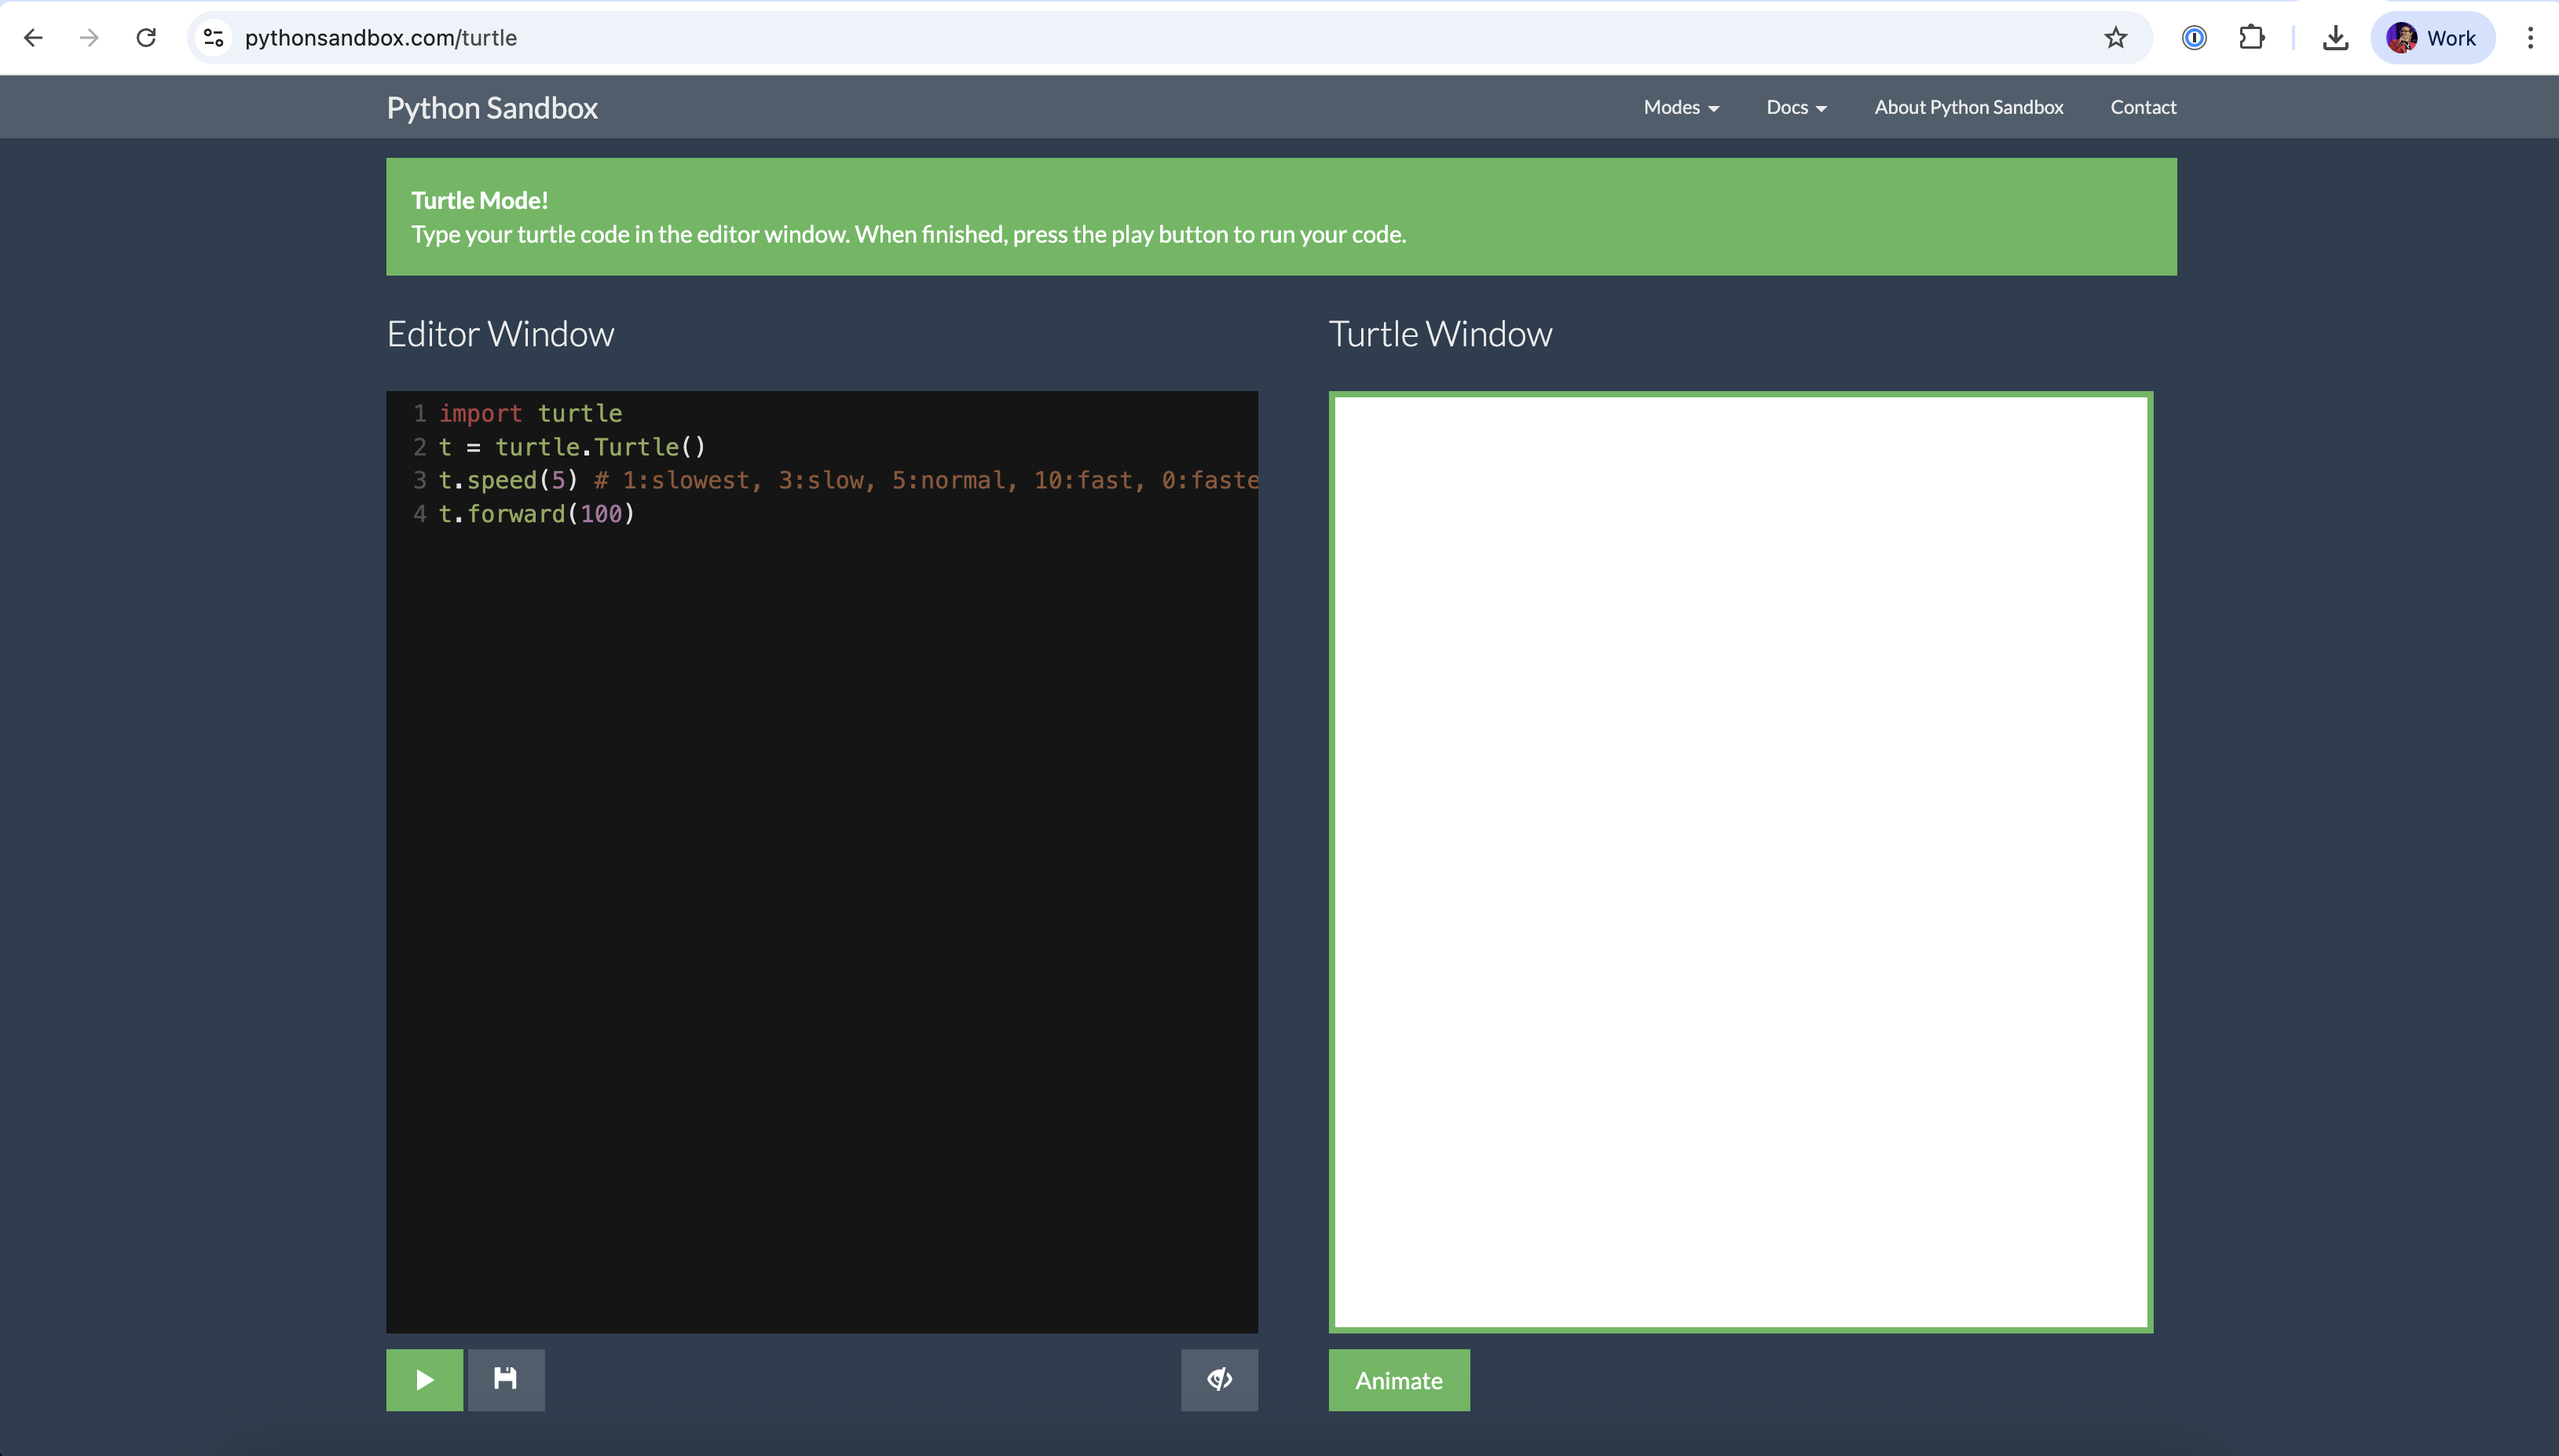 pythonsandbox.com/turtle
Work
Python Sandbox
Modes
Docs
About Python Sandbox
Contact
Turtle Mode!
Type your turtle code in the editor window. When finished, press the play button to run your code.
Editor Window
Turtle Window
1 import turtle
2 t = turtle.Turtle()
3 t.speed(5) # 1:slowest, 3:slow, 5:normal, 10:fast, 0:faste
4 t.forward(100)
Animate